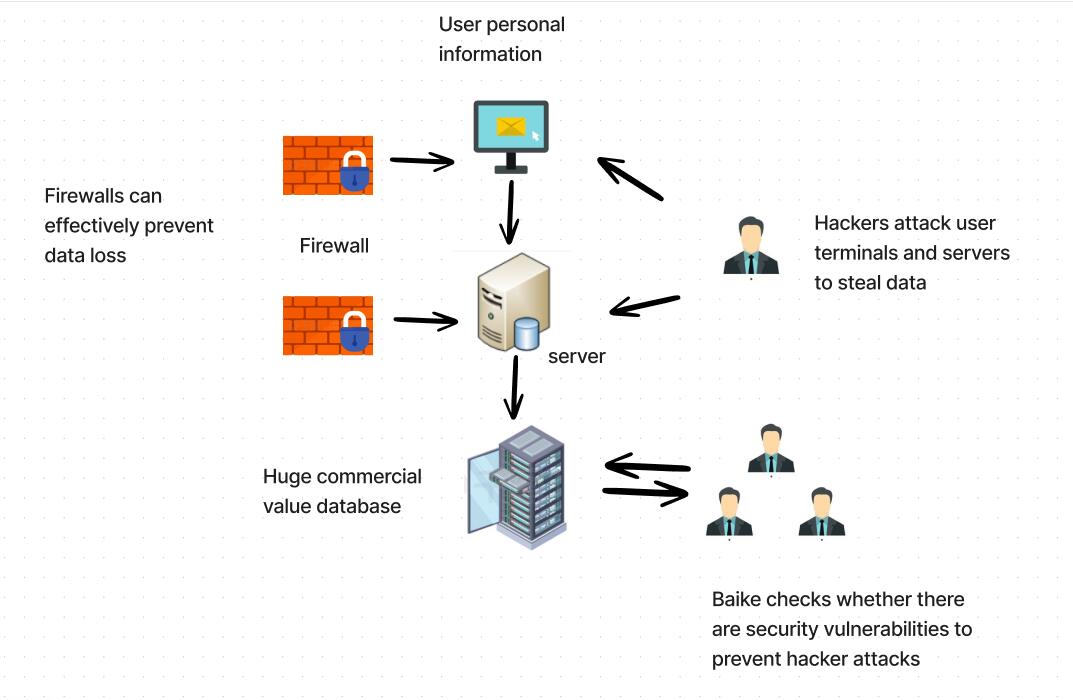 User personal
information
Firewalls can
effectively prevent
data loss
Firewall
Hackers attack user
terminals and servers
to steal data
server
Huge commercial
value database
Baike checks whether there
are security vulnerabilities to
prevent hacker attacks